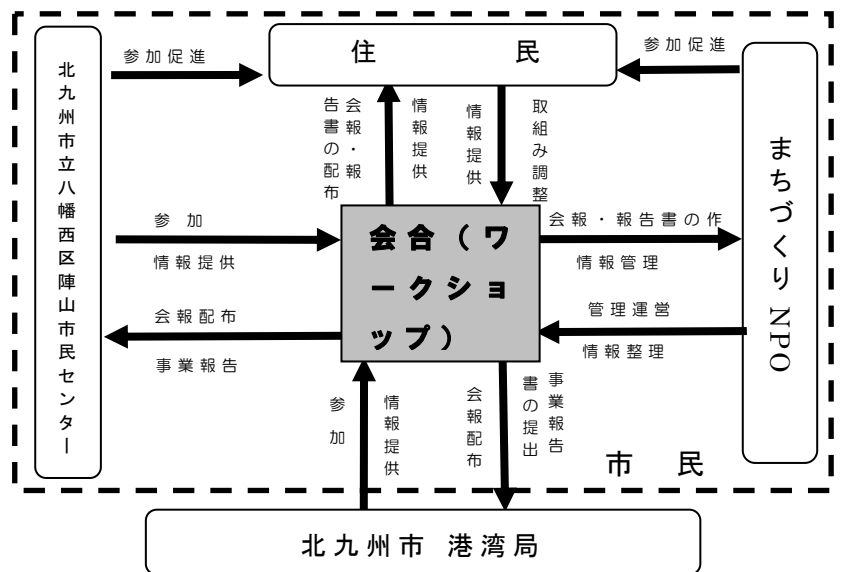 住　民
参加促進
参加促進
北九州市立八幡西区陣山市民センター
会報・報
告書の配布
情報提供
情報提供
取組み調整
まちづくりNPO
会合（ワ
ークショ
ップ）
参 加
情報提供
会報・報告書の作
情報管理
会報配布
事業報告
管理運営
情報整理
参 加
情報提供
会報配布
事業報告
書の提出
市 民
北九州市 港湾局